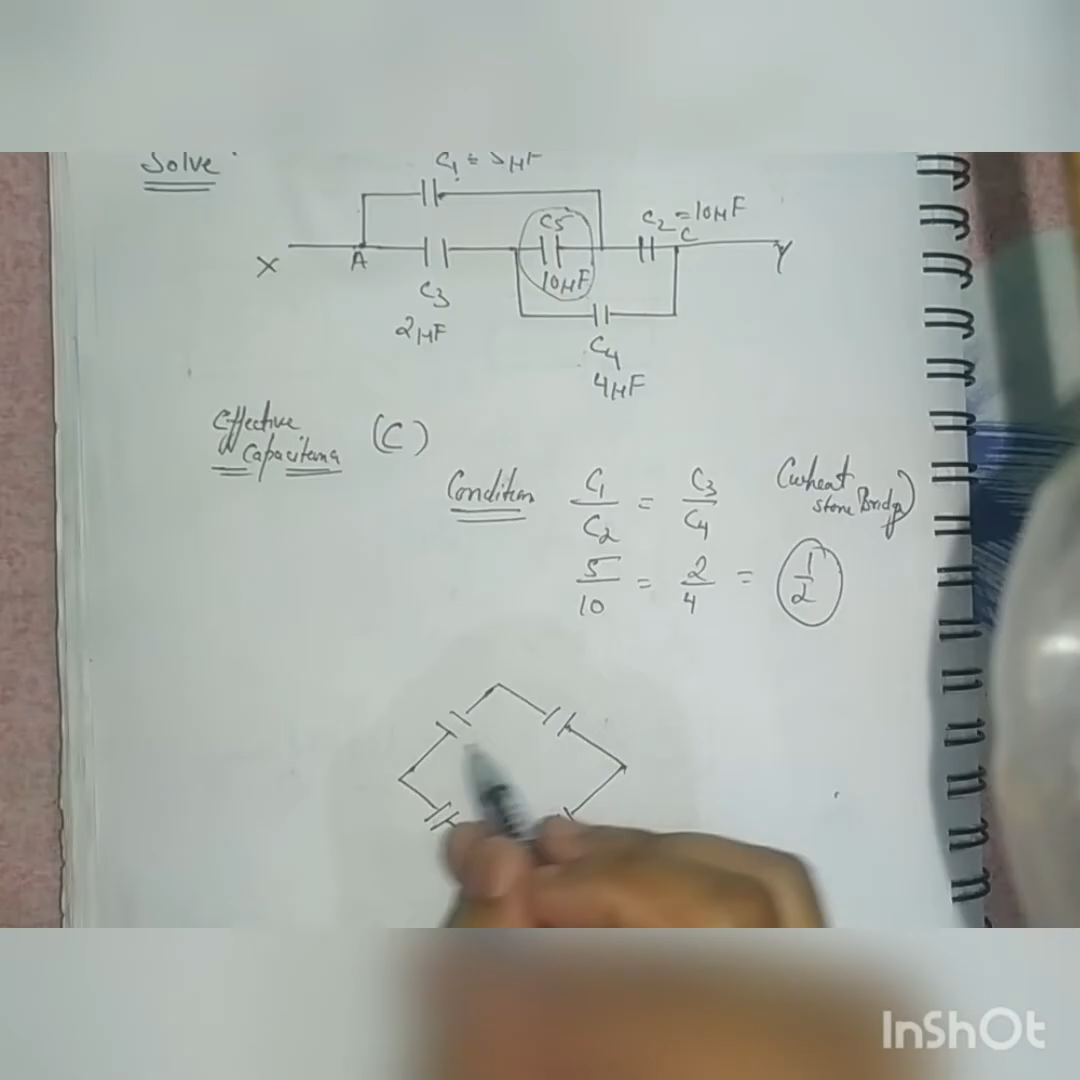 Solve
C1 = 5μF
C2 = 10μF
C5
C
X
A
10μF
Y
C3
2μF
C4
4μF
Effective
Capacitance (C)
Condition C1/C2 = C3/C4 (wheat
stone Bridge)
5/10 = 2/4 = 1/2
InShOt